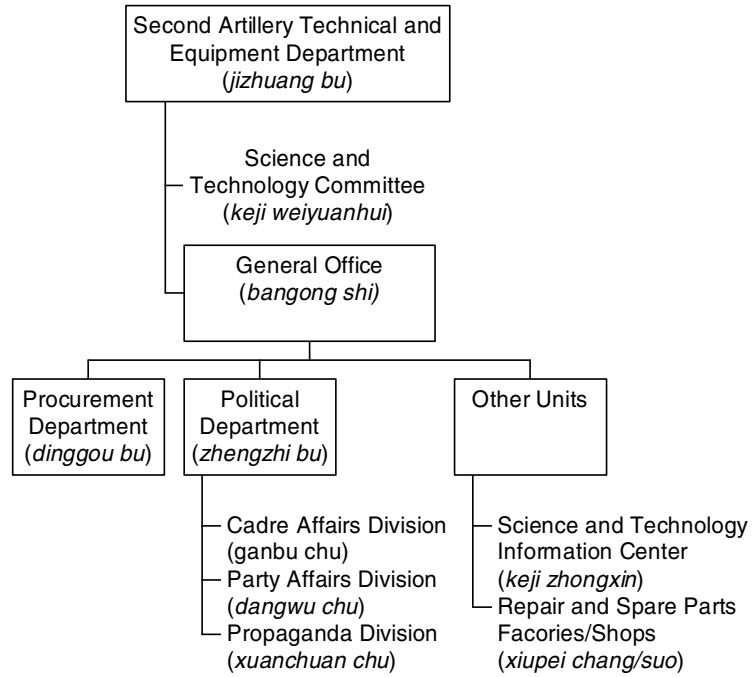 Second Artillery Technical and
Equipment Department
(jizhuang bu)
Science and
Technology Committee
(keji weiyuanhui)
General Office
(bangong shi)
Procurement
Department
(dinggou bu)
Political
Department
(zhengzhi bu)
Other Units
Cadre Affairs Division
(ganbu chu)
Party Affairs Division
(dangwu chu)
Propaganda Division
(xuanchuan chu)
Science and Technology
Information Center
(keji zhongxin)
Repair and Spare Parts
Facories/Shops
(xiupei chang/suo)